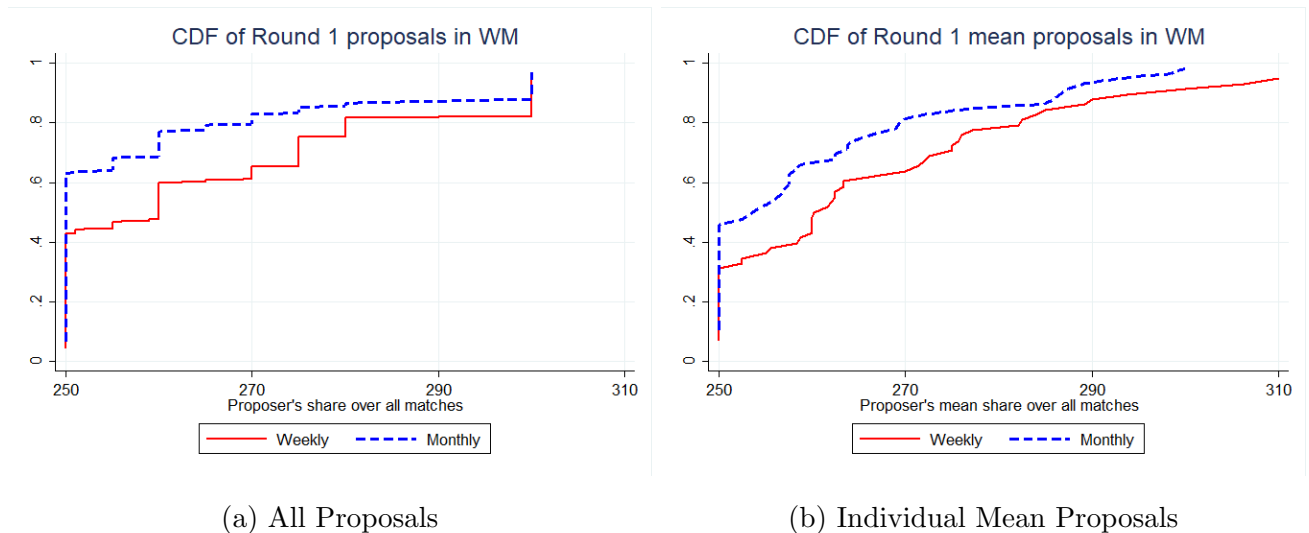 CDF of Round 1 proposals in WM
1
.8
.6
.4
.2
0
250 270 290 310
Proposer's share over all matches
Weekly Monthly
(a) All Proposals
CDF of Round 1 mean proposals in WM
1
.8
.6
.4
.2
0
250 270 290 310
Proposer's mean share over all matches
Weekly Monthly
(b) Individual Mean Proposals